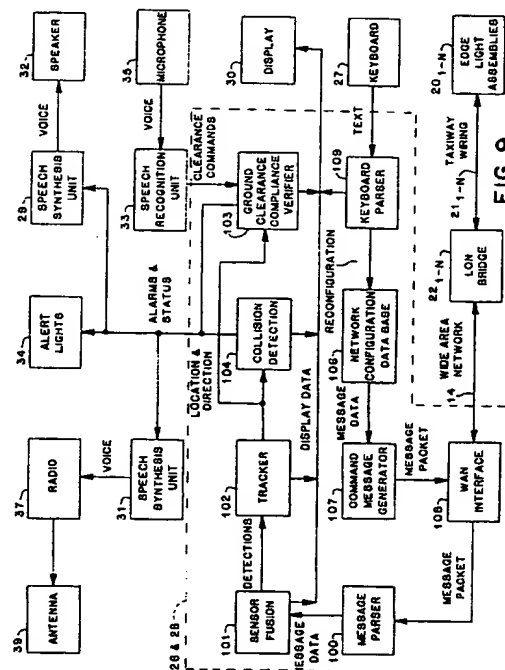 39
ANTENNA
37
RADIO
VOICE
31
SPEECH
SYNTHESIS
UNIT
34
ALERT
LIGHTS
ALARMS &
STATUS
29
SPEECH
SYNTHESIS
UNIT
VOICE
32
SPEAKER
35
MICROPHONE
VOICE
33
SPEECH
RECOGNITION
UNIT
CLEARANCE
COMMANDS
30
DISPLAY
26 & 28
101
SENSOR
FUSION
DETECTIONS
102
TRACKER
LOCATION &
DIRECTION
104
COLLISION
DETECTION
103
GROUND
CLEARANCE
COMPLIANCE
VERIFIER
DISPLAY DATA
MESSAGE
DATA
100
MESSAGE
PARSER
MESSAGE
PACKET
107
COMMAND
MESSAGE
GENERATOR
MESSAGE DATA
106
NETWORK
CONFIGURATION
DATA BASE
RECONFIGURATION
109
KEYBOARD
PARSER
TEXT
27
KEYBOARD
MESSAGE
PACKET
108
WAN
INTERFACE
14
WIDE AREA
NETWORK
22 1-N
LON
BRIDGE
21 1-N
TAXIWAY
WIRING
20 1-N
EDGE
LIGHT
ASSEMBLIES
FIG. 9